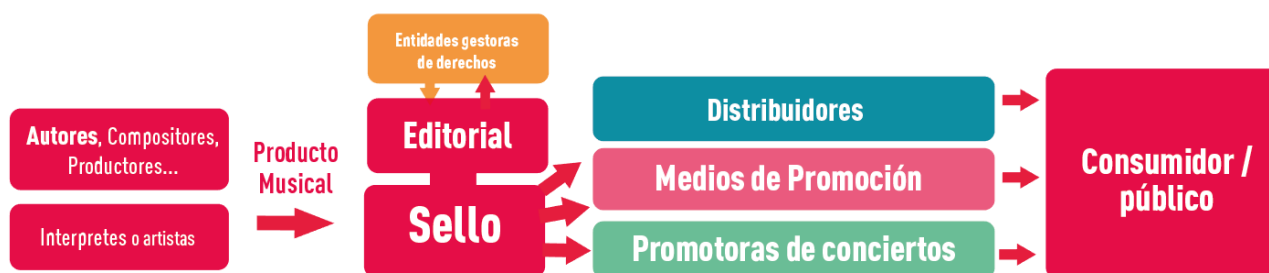 Entidades gestoras
de derechos
Autores, Compositores,
Productores...
Interpretes o artistas
Producto
Musical
Editorial
Sello
Distribuidores
Medios de Promoción
Promotoras de conciertos
Consumidor /
público